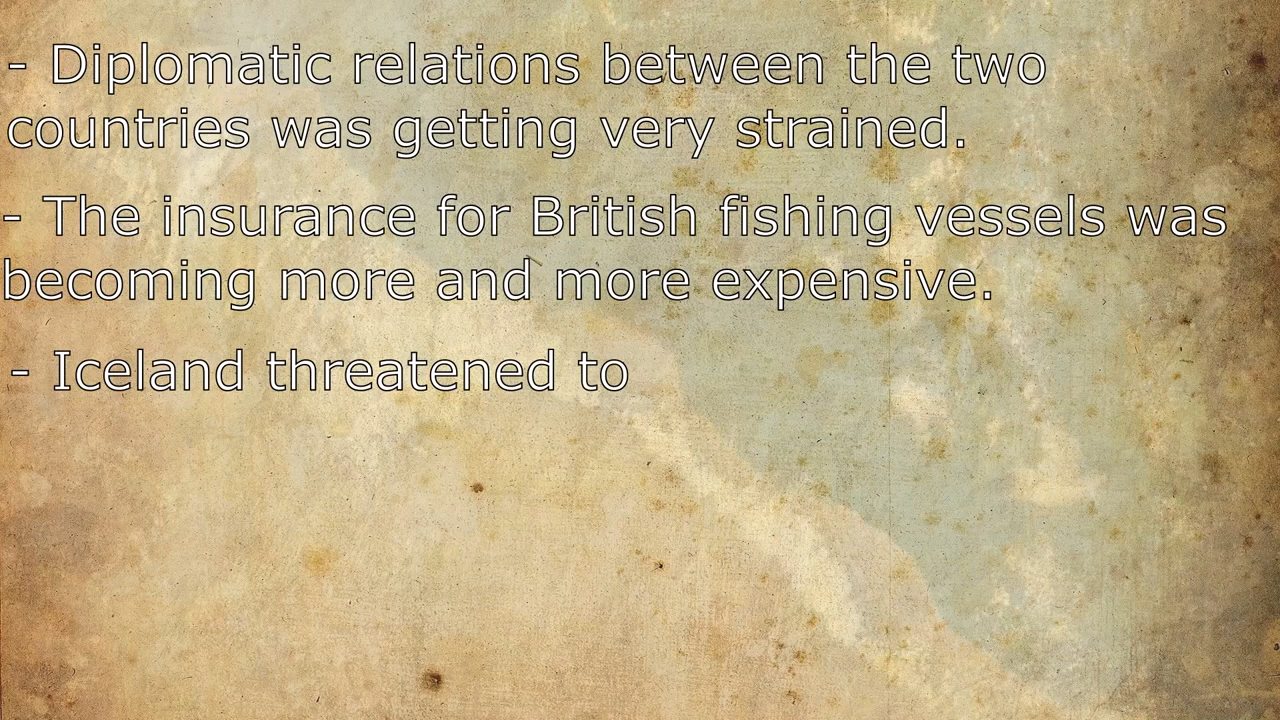 - Diplomatic relations between the two
countries was getting very strained.
- The insurance for British fishing vessels was
becoming more and more expensive.
- Iceland threatened to